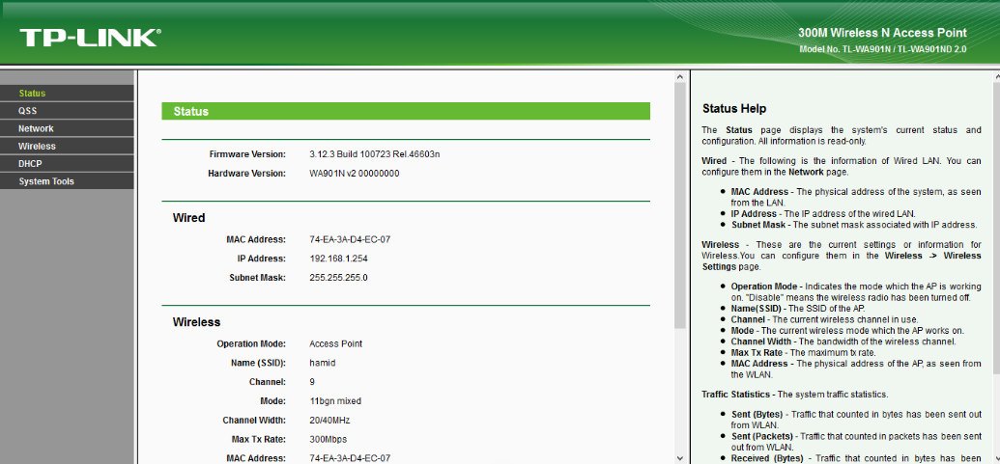 TP-LINK®
300M Wireless N Access Point
Model No. TL-WA901N / TL-WA901ND 2.0
Status
QSS
Network
Wireless
DHCP
System Tools
Status
Firmware Version: 3.12.3 Build 100723 Rel.46603n
Hardware Version: WA901N v2 00000000
Wired
MAC Address: 74-EA-3A-D4-EC-07
IP Address: 192.168.1.254
Subnet Mask: 255.255.255.0
Wireless
Operation Mode: Access Point
Name (SSID): hamid
Channel: 9
Mode: 11bgn mixed
Channel Width: 20/40MHz
Max Tx Rate: 300Mbps
MAC Address: 74-EA-3A-D4-EC-07
Status Help
The Status page displays the system's current status and
configuration. All information is read-only.
Wired - The following is the information of Wired LAN. You can
configure them in the Network page.
MAC Address - The physical address of the system, as seen
from the LAN.
IP Address - The IP address of the wired LAN.
Subnet Mask - The subnet mask associated with IP address.
Wireless - These are the current settings or information for
Wireless.You can configure them in the Wireless -> Wireless
Settings page.
Operation Mode - Indicates the mode which the AP is working
on. "Disable" means the wireless radio has been turned off.
Name(SSID) - The SSID of the AP.
Channel - The current wireless channel in use.
Mode - The current wireless mode which the AP works on.
Channel Width - The bandwidth of the wireless channel.
Max Tx Rate - The maximum tx rate.
MAC Address - The physical address of the AP, as seen from
the WLAN.
Traffic Statistics - The system traffic statistics.
Sent (Bytes) - Traffic that counted in bytes has been sent out
from WLAN.
Sent (Packets) - Traffic that counted in packets has been sent
out from WLAN.
Received (Bytes) - Traffic that counted in bytes has been